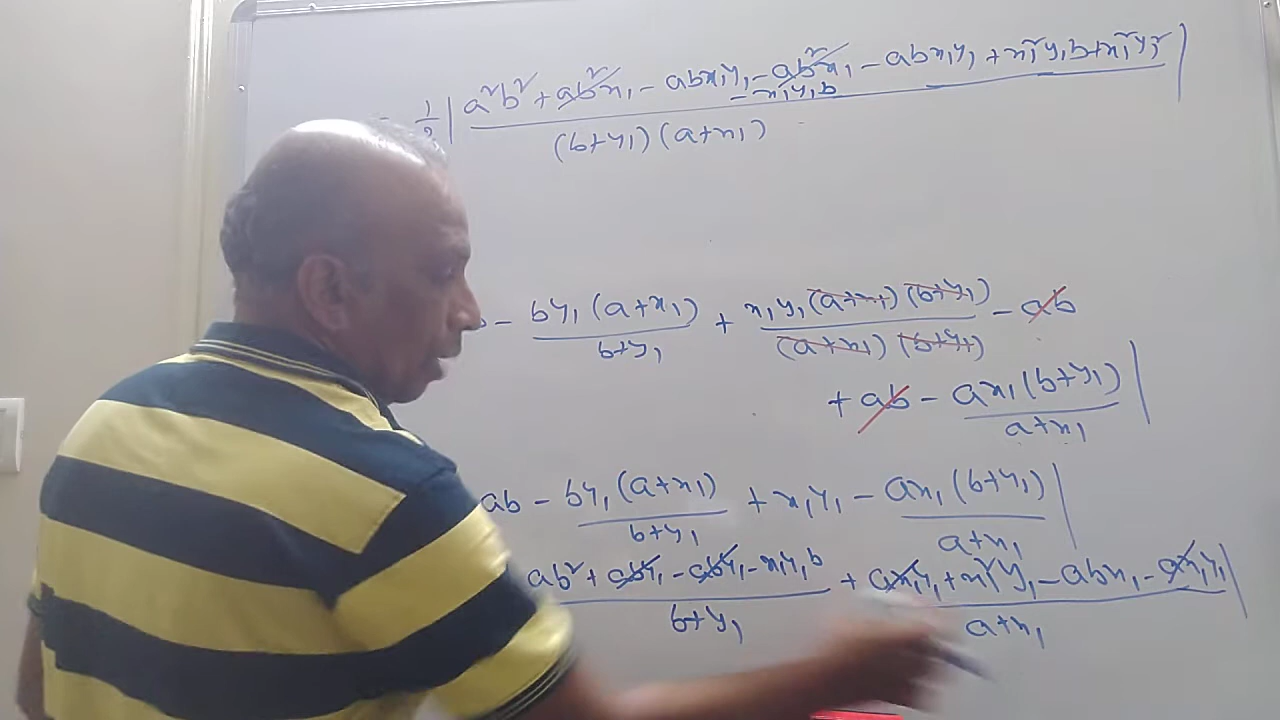 1/2 | (a²b² + ab²x₁ - abx₁y₁ - ab²x₁ - abx₁y₁ + x₁²y₁b + x₁²y₁²
- x₁²y₁b) / ((b+y₁)(a+x₁)) |
- by₁(a+x₁)/(b+y₁) + x₁y₁(a+x₁)(b+y₁)/((a+x₁)(b+y₁)) - ab
+ ab - ax₁(b+y₁)/(a+x₁) |
ab - by₁(a+x₁)/(b+y₁) + x₁y₁ - ax₁(b+y₁)/(a+x₁) |
(ab² + aby₁ - aby₁ - x₁y₁b)/(b+y₁) + (ax₁y₁ + x₁²y₁ - abx₁ - ax₁y₁)/(a+x₁) |